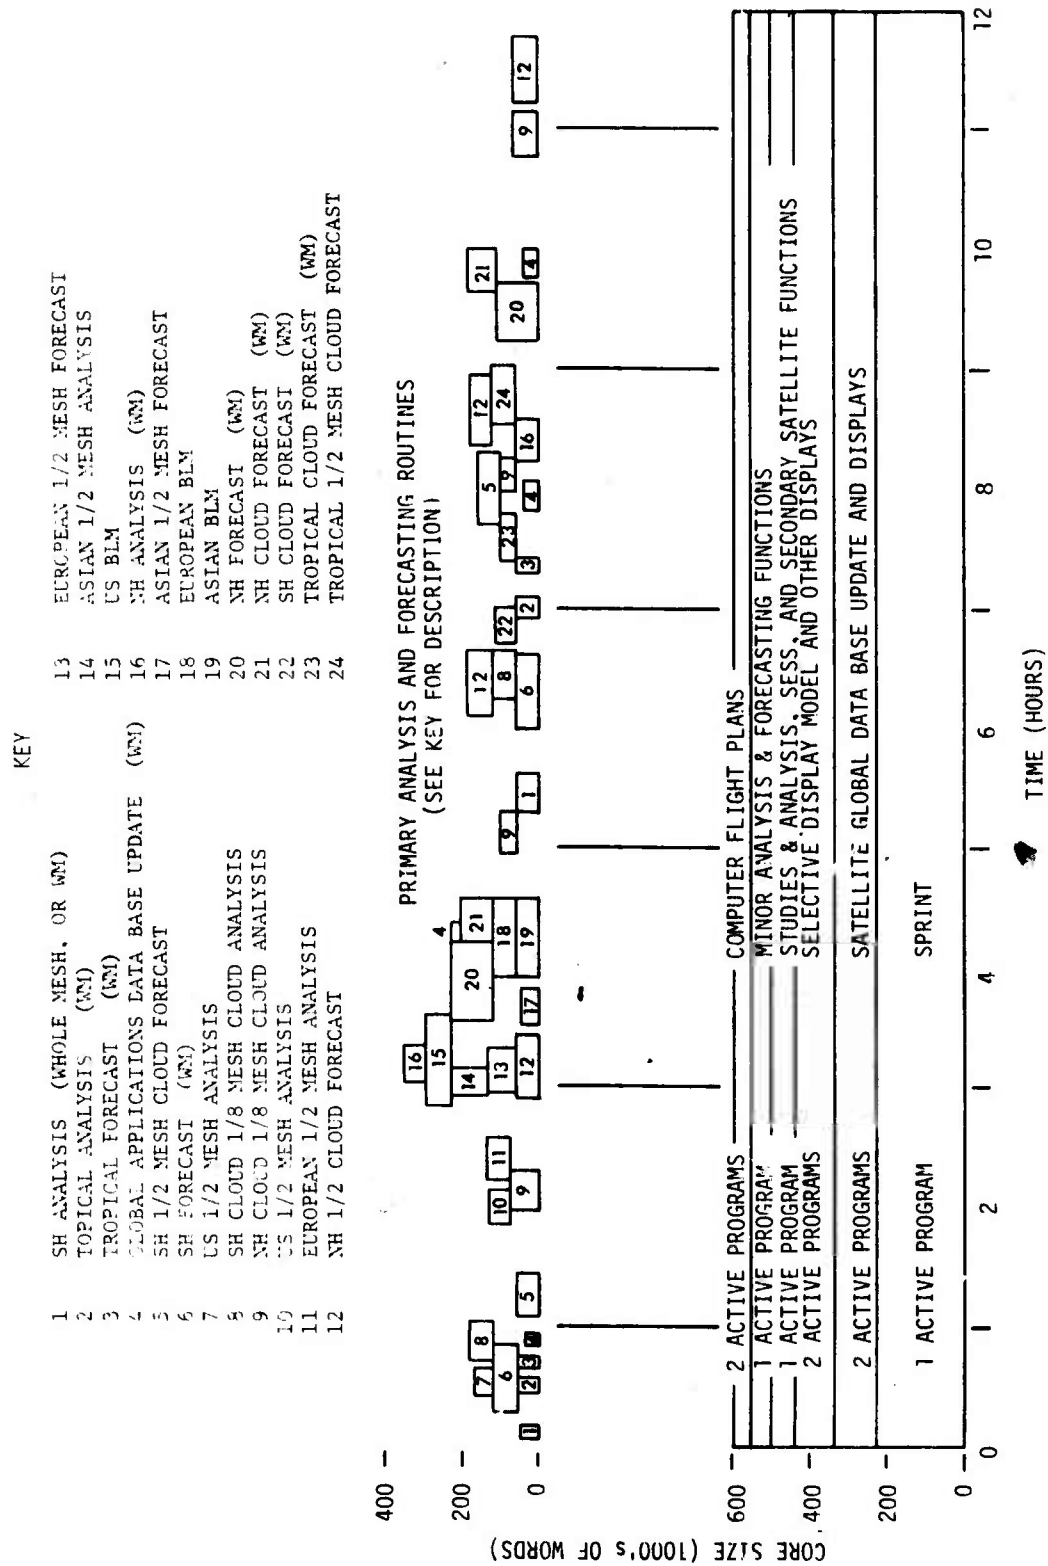 KEY
1 SH ANALYSIS (WHOLE MESH, OR WM)
2 TOPICAL ANALYSIS (WM)
3 TROPICAL FORECAST (WM)
4 GLOBAL APPLICATIONS DATA BASE UPDATE (WM)
5 SH 1/2 MESH CLOUD FORECAST
6 SH FORECAST (WM)
7 US 1/2 MESH ANALYSIS
8 SH CLOUD 1/8 MESH CLOUD ANALYSIS
9 NH CLOUD 1/8 MESH CLOUD ANALYSIS
10 US 1/2 MESH ANALYSIS
11 EUROPEAN 1/2 MESH ANALYSIS
12 NH 1/2 CLOUD FORECAST
13 EUROPEAN 1/2 MESH FORECAST
14 ASIAN 1/2 MESH ANALYSIS
15 US BLM
16 NH ANALYSIS (WM)
17 ASIAN 1/2 MESH FORECAST
18 EUROPEAN BLM
19 ASIAN BLM
20 NH FORECAST (WM)
21 NH CLOUD FORECAST (WM)
22 SH CLOUD FORECAST (WM)
23 TROPICAL CLOUD FORECAST (WM)
24 TROPICAL 1/2 MESH CLOUD FORECAST
PRIMARY ANALYSIS AND FORECASTING ROUTINES
(SEE KEY FOR DESCRIPTION)
400
16
15
4
200
7 8 14 20 21 12 5 12 21
6 10 11 13 18 9 8 22 23 9 24
1 2 3 5 9 12 17 19 1 6 2 3 4 16 20 4 9 12
0
CORE SIZE (1000's OF WORDS)
600
2 ACTIVE PROGRAMS COMPUTER FLIGHT PLANS
1 ACTIVE PROGRAM MINOR ANALYSIS & FORECASTING FUNCTIONS
1 ACTIVE PROGRAM STUDIES & ANALYSIS, SESS, AND SECONDARY SATELLITE FUNCTIONS
400
2 ACTIVE PROGRAMS SELECTIVE DISPLAY MODEL AND OTHER DISPLAYS
2 ACTIVE PROGRAMS SATELLITE GLOBAL DATA BASE UPDATE AND DISPLAYS
200
1 ACTIVE PROGRAM SPRINT
0
0 2 4 6 8 10 12
TIME (HOURS)